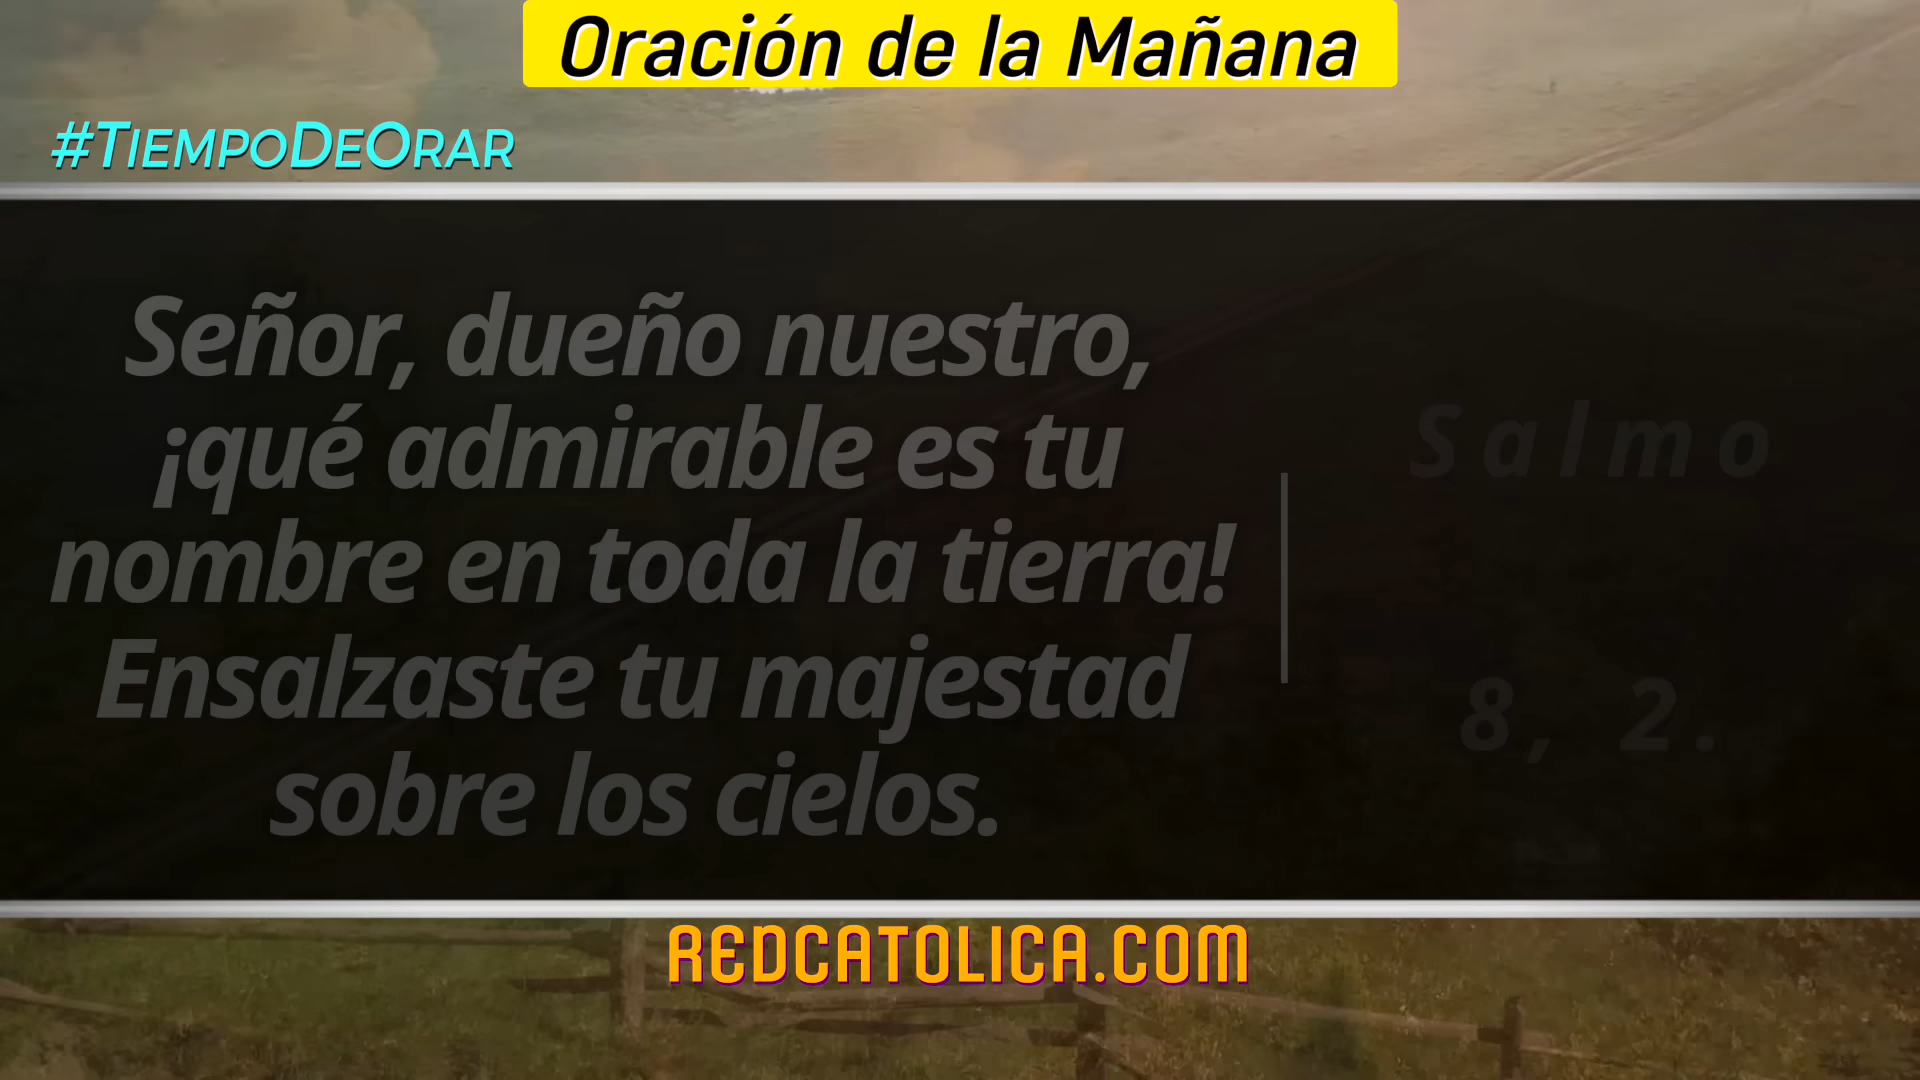 Oración de la Mañana
#TiempoDeOrar
Señor, dueño nuestro,
¡qué admirable es tu
nombre en toda la tierra!
Ensalzaste tu majestad
sobre los cielos.
Salmo
8, 2.
REDCATOLICA.COM